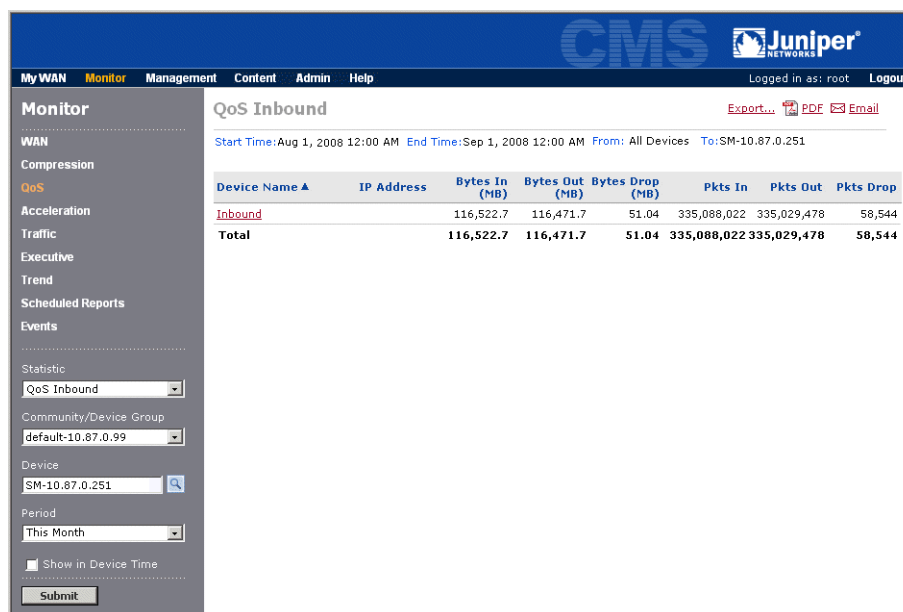 CMS
Juniper®
NETWORKS
My WAN Monitor Management Content Admin Help Logged in as: root Logou
Monitor
WAN
Compression
QoS
Acceleration
Traffic
Executive
Trend
Scheduled Reports
Events
Statistic
QoS Inbound
Community/Device Group
default-10.87.0.99
Device
SM-10.87.0.251
Period
This Month
Show in Device Time
Submit
QoS Inbound Export... PDF Email
Start Time:Aug 1, 2008 12:00 AM End Time:Sep 1, 2008 12:00 AM From: All Devices To:SM-10.87.0.251
Device Name IP Address Bytes In (MB) Bytes Out (MB) Bytes Drop (MB) Pkts In Pkts Out Pkts Drop
Inbound 116,522.7 116,471.7 51.04 335,088,022 335,029,478 58,544
Total 116,522.7 116,471.7 51.04 335,088,022 335,029,478 58,544